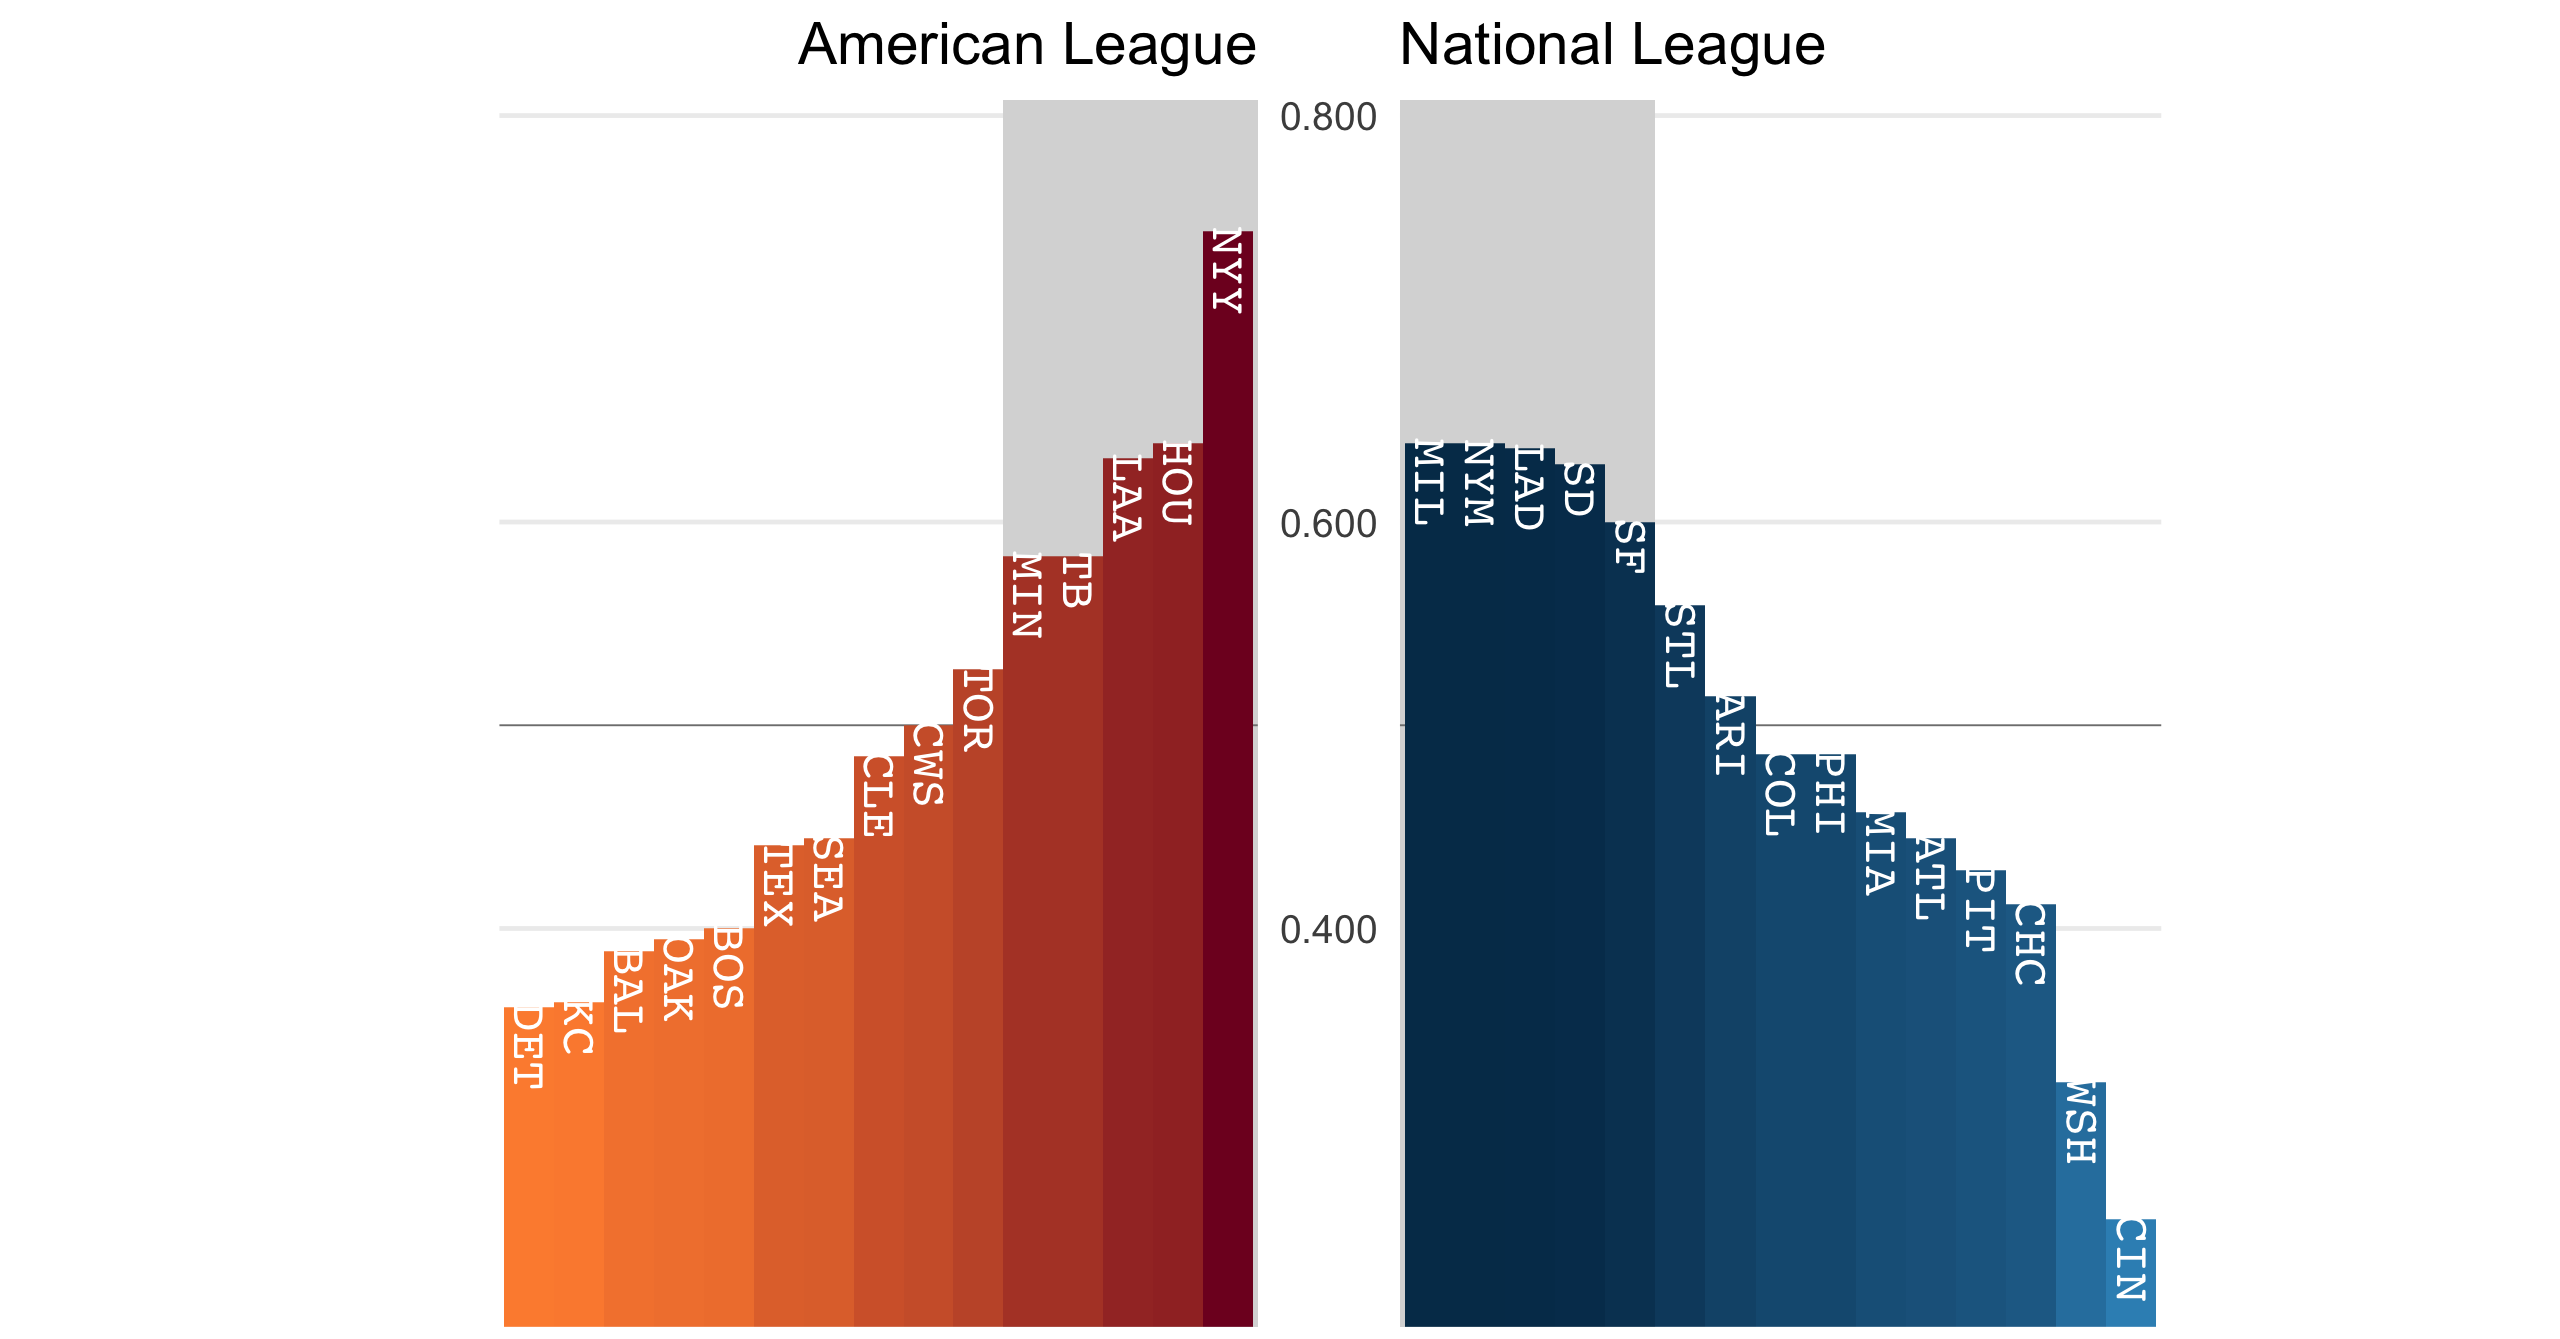 American League
National League
0.800
0.600
0.400
DET
KC
BAL
OAK
BOS
TEX
SEA
CLE
CWS
TOR
MIN
TB
LAA
HOU
NYY
MIL
NYM
LAD
SD
SF
STL
ARI
COL
PHI
MIA
ATL
PIT
CHC
WSH
CIN